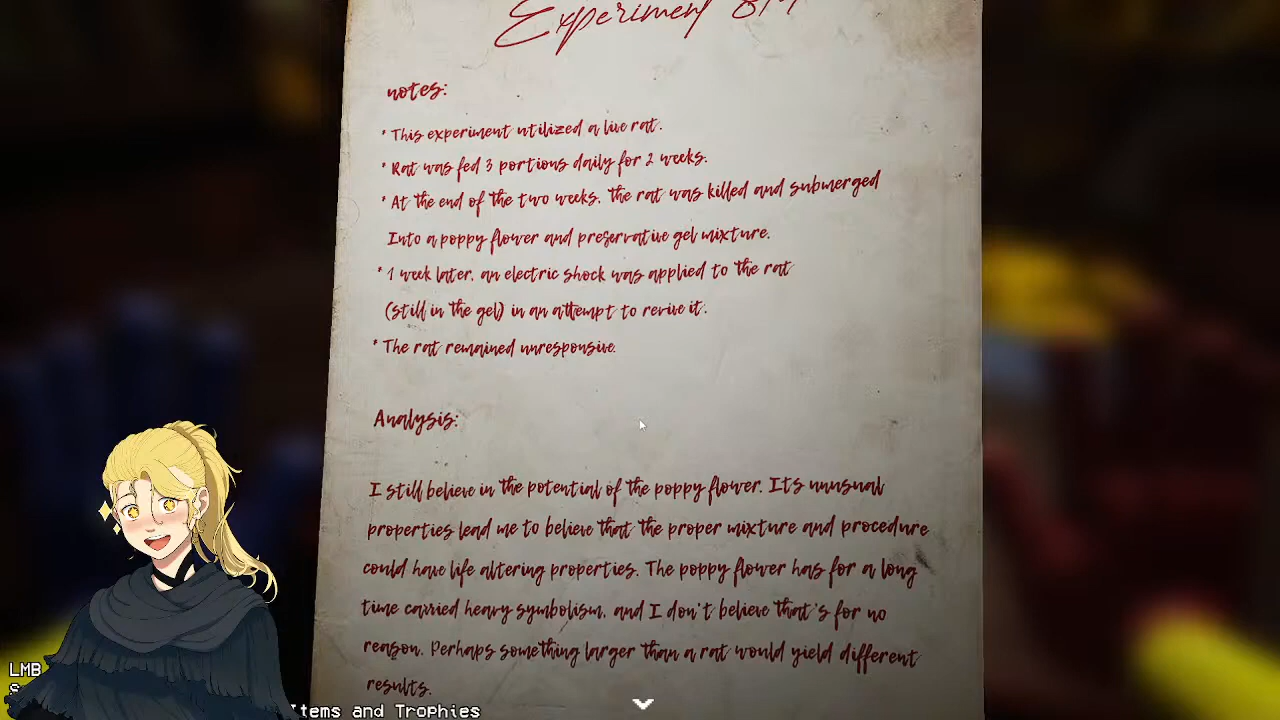 Experiment
notes:
* This experiment utilized a live rat.
* Rat was fed 3 portions daily for 2 weeks.
* At the end of the two weeks, the rat was killed and submerged
Into a poppy flower and preservative gel mixture.
* 1 week later, an electric shock was applied to the rat
(still in the gel) in an attempt to revive it.
* The rat remained unresponsive.
Analysis:
I still believe in the potential of the poppy flower. Its unusual
properties lead me to believe that the proper mixture and procedure
could have life altering properties. The poppy flower has for a long
time carried heavy symbolism, and I don't believe that's for no
reason. Perhaps something larger than a rat would yield different
results.
LMB
Items and Trophies